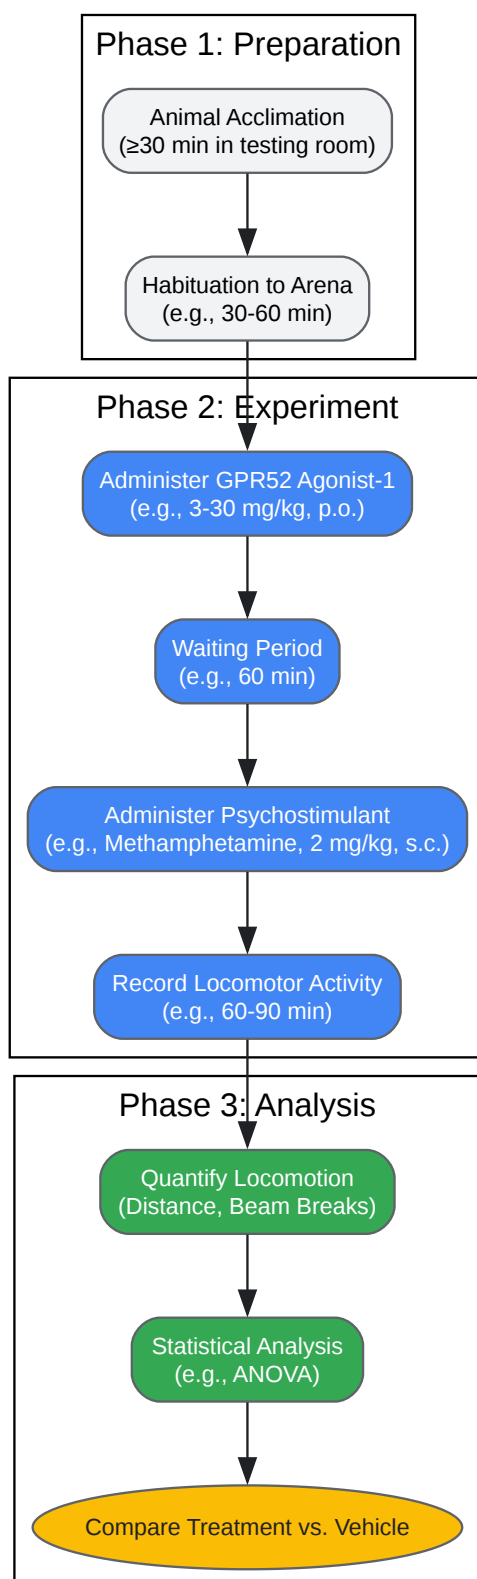 Phase 1: Preparation
Animal Acclimation
(≥30 min in testing room)
Habituation to Arena
(e.g., 30-60 min)
Phase 2: Experiment
Administer GPR52 Agonist-1
(e.g., 3-30 mg/kg, p.o.)
Waiting Period
(e.g., 60 min)
Administer Psychostimulant
(e.g., Methamphetamine, 2 mg/kg, s.c.)
Record Locomotor Activity
(e.g., 60-90 min)
Phase 3: Analysis
Quantify Locomotion
(Distance, Beam Breaks)
Statistical Analysis
(e.g., ANOVA)
Compare Treatment vs. Vehicle